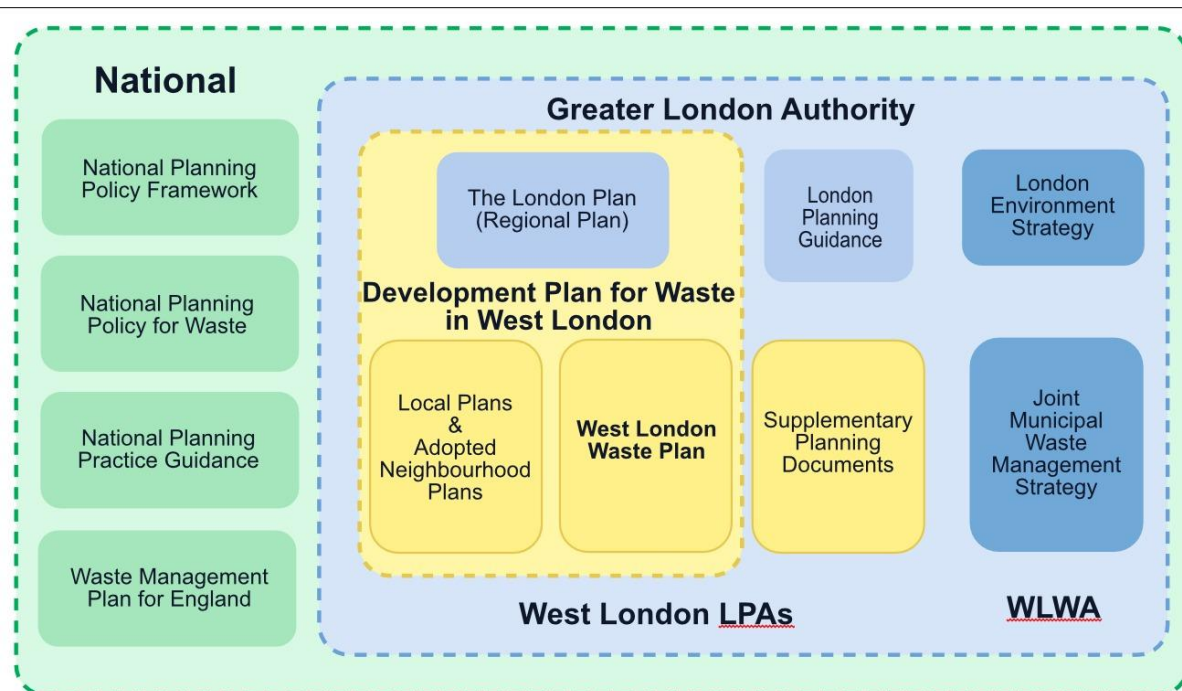 National
National Planning
Policy Framework
National Planning
Policy for Waste
National Planning
Practice Guidance
Waste Management
Plan for England
Greater London Authority
The London Plan
(Regional Plan)
London
Planning
Guidance
London
Environment
Strategy
Development Plan for Waste
in West London
Local Plans
&
Adopted
Neighbourhood
Plans
West London
Waste Plan
Supplementary
Planning
Documents
Joint
Municipal
Waste
Management
Strategy
West London LPAs
WLWA